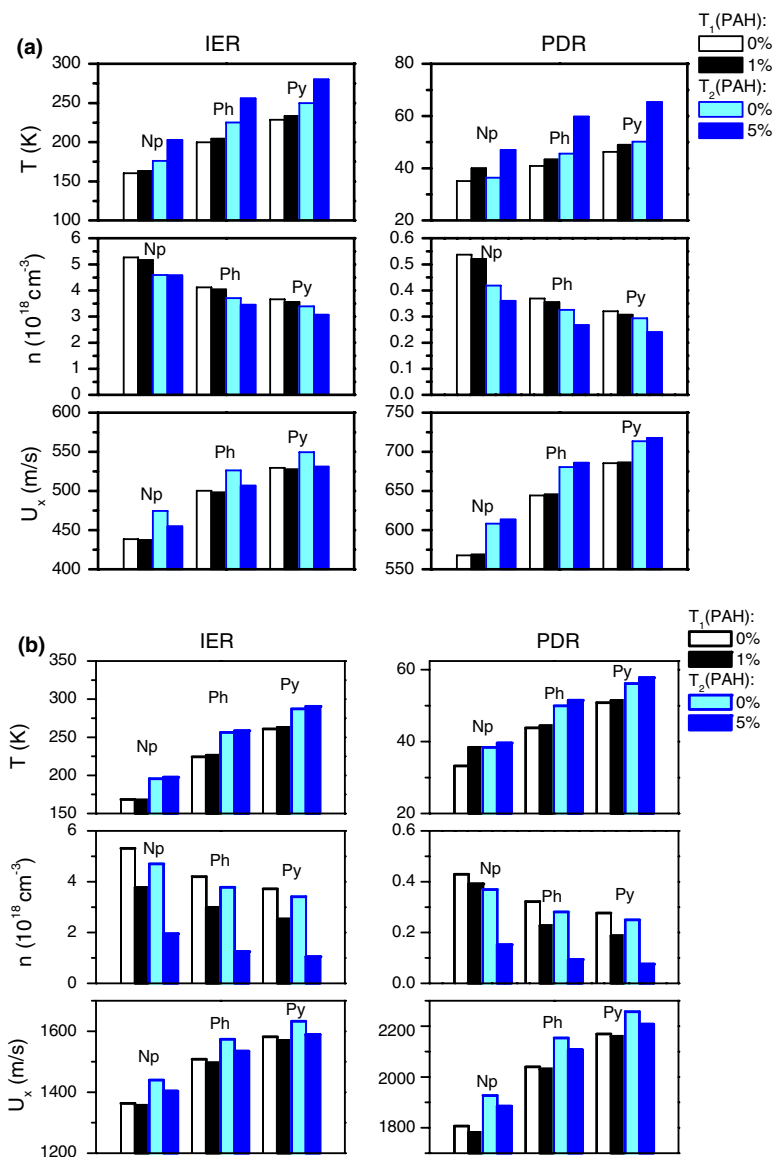 (a)
IER
PDR
T₁(PAH):
0%
1%
T₂(PAH):
0%
5%
T (K)
300
250
200
150
100
Np
Ph
Py
80
60
40
20
Np
Ph
Py
n (10¹⁸ cm⁻³)
6
5
4
3
2
1
0
Np
Ph
Py
0.6
0.5
0.4
0.3
0.2
0.1
0.0
Np
Ph
Py
Uₓ (m/s)
600
550
500
450
400
Np
Ph
Py
750
700
650
600
550
Np
Ph
Py
(b)
IER
PDR
T₁(PAH):
0%
1%
T₂(PAH):
0%
5%
T (K)
350
300
250
200
150
Np
Ph
Py
60
40
20
Np
Ph
Py
n (10¹⁸ cm⁻³)
6
4
2
0
Np
Ph
Py
0.6
0.4
0.2
0.0
Np
Ph
Py
Uₓ (m/s)
1600
1400
1200
Np
Ph
Py
2200
2000
1800
Np
Ph
Py